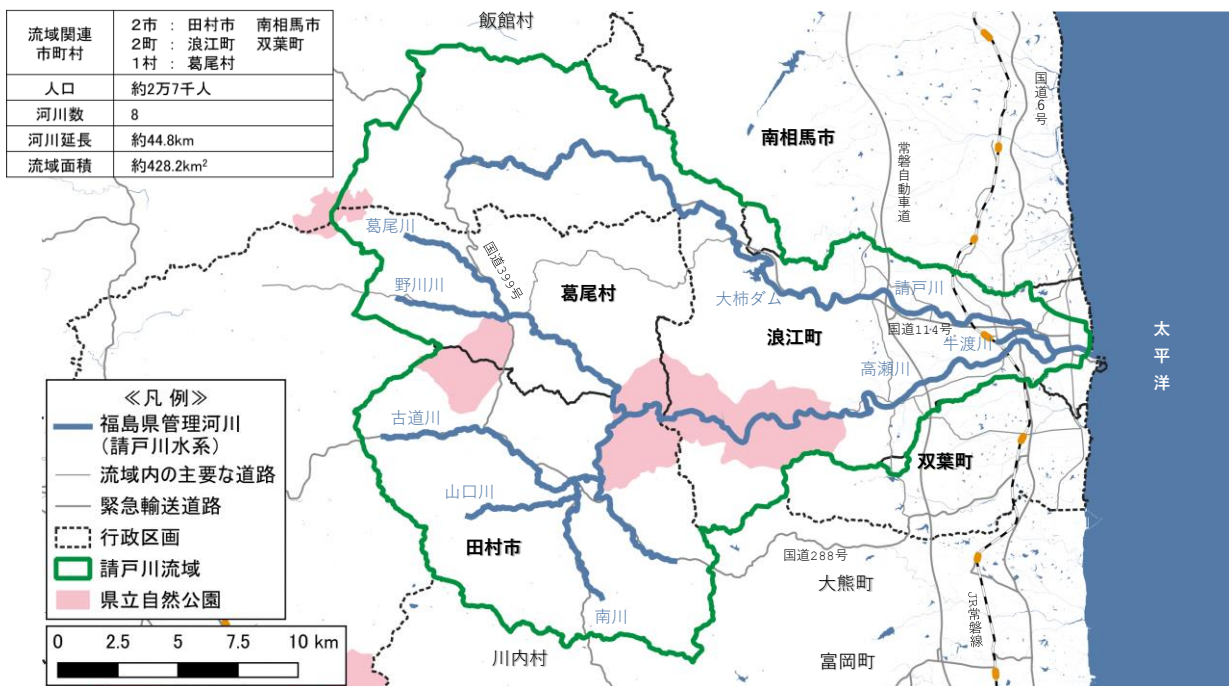 流域関連
市町村
2市 ： 田村市　南相馬市
2町 ： 浪江町　双葉町
1村 ： 葛尾村
人口
約2万7千人
河川数
8
河川延長
約44.8km
流域面積
約428.2km²
飯館村
国道6号
南相馬市
常磐自動車道
葛尾川
国道399号
野川川
葛尾村
大柿ダム
請戸川
国道114号
浪江町
牛渡川
高瀬川
太平洋
古道川
双葉町
山口川
田村市
国道288号
大熊町
南川
JR常磐線
川内村
富岡町
≪凡 例≫
福島県管理河川
（請戸川水系）
流域内の主要な道路
緊急輸送道路
行政区画
請戸川流域
県立自然公園
0 2.5 5 7.5 10 km